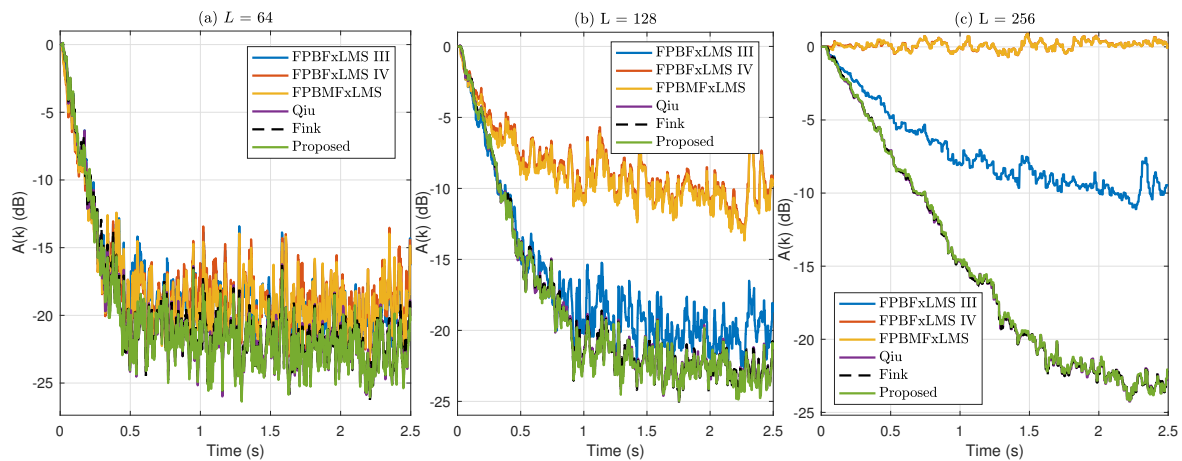 (a) L = 64
A(k) (dB)
0
-5
-10
-15
-20
-25
FPBFxLMS III
FPBFxLMS IV
FPBMFxLMS
Qiu
Fink
Proposed
0 0.5 1 1.5 2 2.5
Time (s)
(b) L = 128
A(k) (dB)
0
-5
-10
-15
-20
-25
FPBFxLMS III
FPBFxLMS IV
FPBMFxLMS
Qiu
Fink
Proposed
0 0.5 1 1.5 2 2.5
Time (s)
(c) L = 256
A(k) (dB)
0
-5
-10
-15
-20
-25
FPBFxLMS III
FPBFxLMS IV
FPBMFxLMS
Qiu
Fink
Proposed
0 0.5 1 1.5 2 2.5
Time (s)